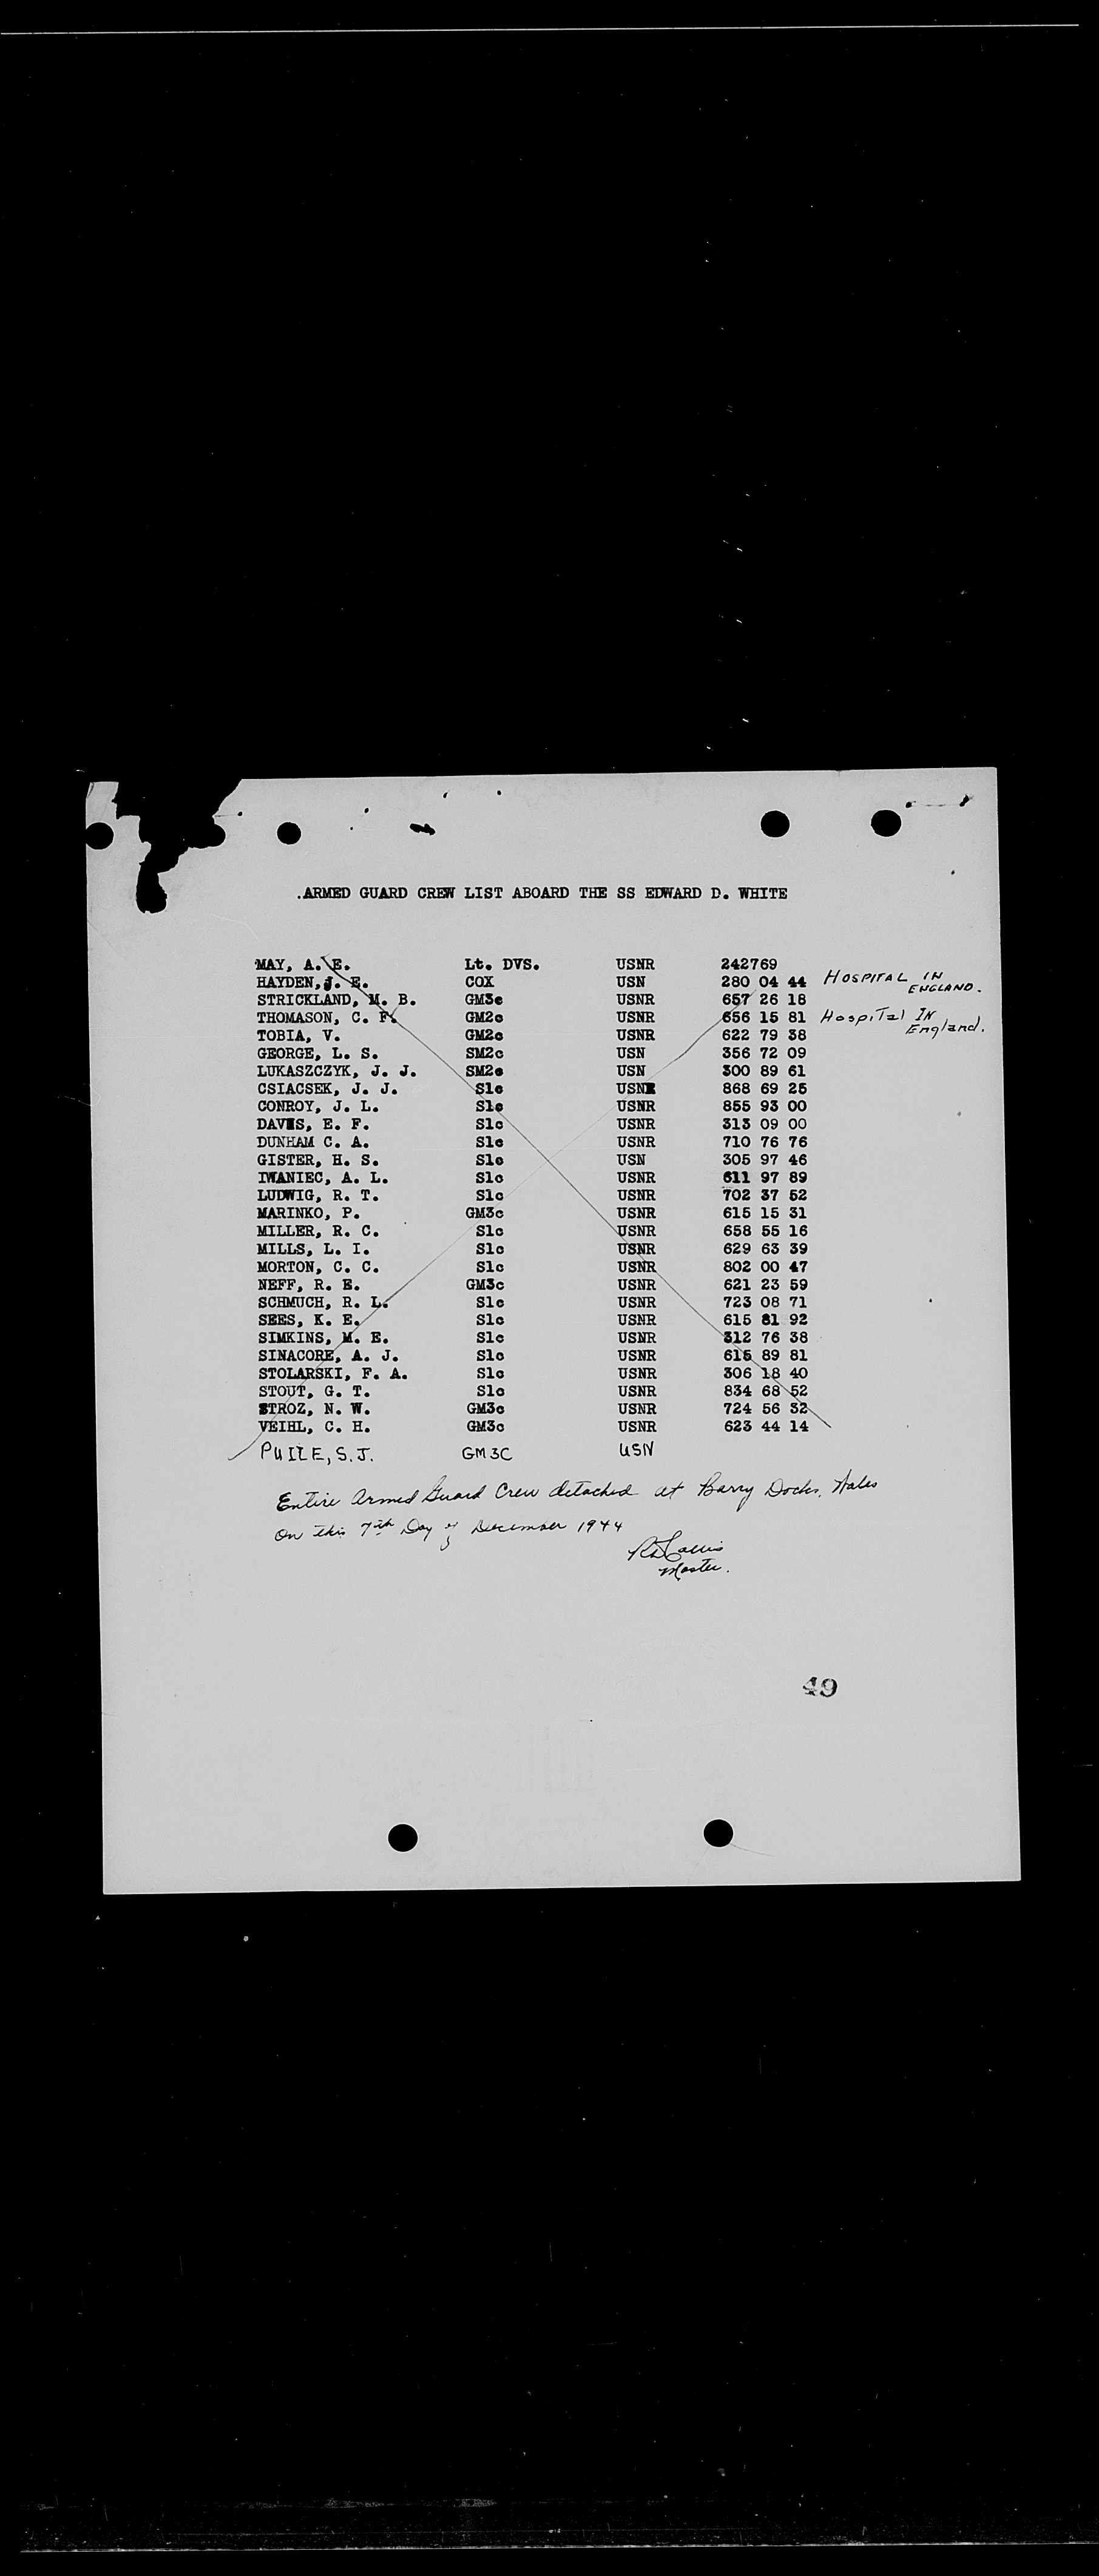 ARMED GUARD CREW LIST ABOARD THE SS EDWARD D. WHITE
MAY, A. E. Lt. DVS. USNR 242769
HAYDEN, J. E. COX USN 280 04 44 HOSPITAL IN ENGLAND.
STRICKLAND, M. B. GM3c USNR 657 26 18
THOMASON, C. F. GM2c USNR 656 15 81 HospiTal IN England.
TOBIA, V. GM2c USNR 622 79 38
GEORGE, L. S. SM2c USN 356 72 09
LUKASZCZYK, J. J. SM2c USN 300 89 61
CSIACSEK, J. J. S1c USNR 868 69 25
CONROY, J. L. S1c USNR 855 93 00
DAVIS, E. F. S1c USNR 313 09 00
DUNHAM C. A. S1c USNR 710 76 76
GISTER, H. S. S1c USN 305 97 46
IWANIEC, A. L. S1c USNR 611 97 89
LUDWIG, R. T. S1c USNR 702 37 52
MARINKO, P. GM3c USNR 615 15 31
MILLER, R. C. S1c USNR 658 55 16
MILLS, L. I. S1c USNR 629 63 39
MORTON, C. C. S1c USNR 802 00 47
NEFF, R. E. GM3c USNR 621 23 59
SCHMUCH, R. L. S1c USNR 723 08 71
SEES, K. E. S1c USNR 615 81 92
SIMKINS, M. E. S1c USNR 312 76 38
SINACORE, A. J. S1c USNR 615 89 81
STOLARSKI, F. A. S1c USNR 306 18 40
STOUT, G. T. S1c USNR 834 68 52
STROZ, N. W. GM3c USNR 724 56 32
VEIHL, C. H. GM3c USNR 623 44 14
S.J. GM3C USN
Entire Armed Guard Crew detached at Barry Docks, Wales
On this 7th Day of December 1944
Master.
49